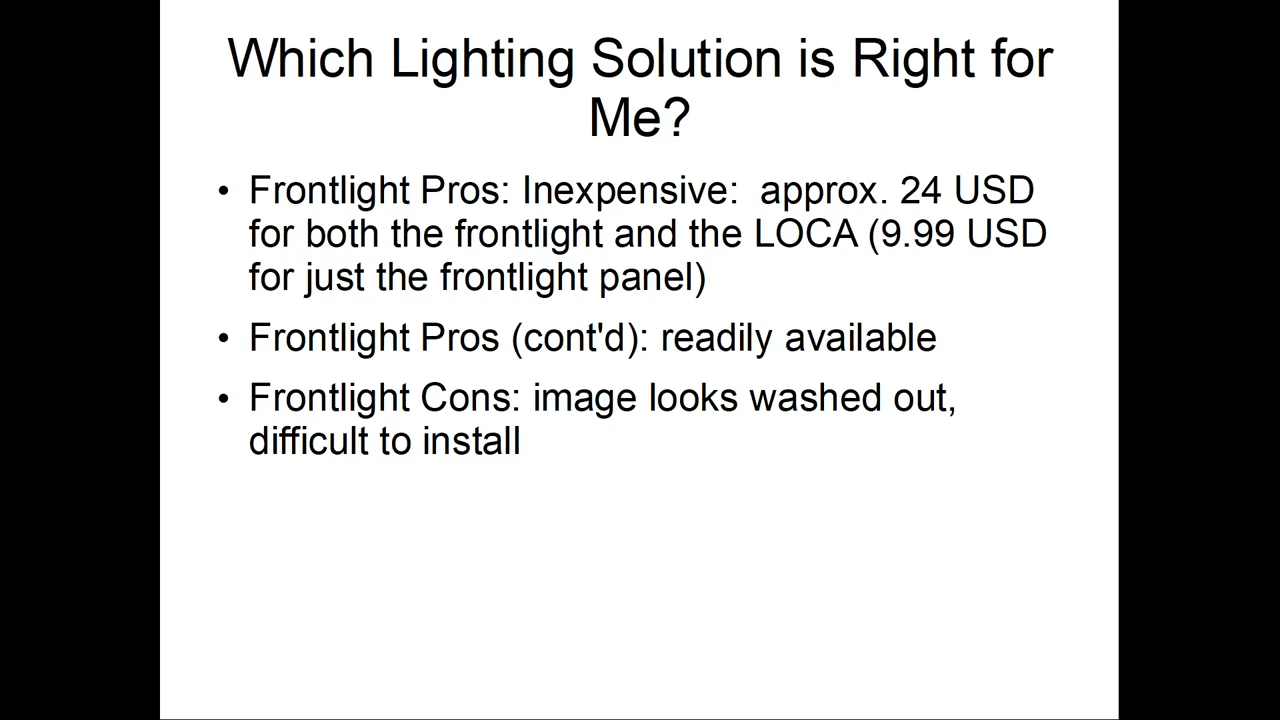 Which Lighting Solution is Right for
Me?
• Frontlight Pros: Inexpensive:  approx. 24 USD
for both the frontlight and the LOCA (9.99 USD
for just the frontlight panel)
• Frontlight Pros (cont'd): readily available
• Frontlight Cons: image looks washed out,
difficult to install